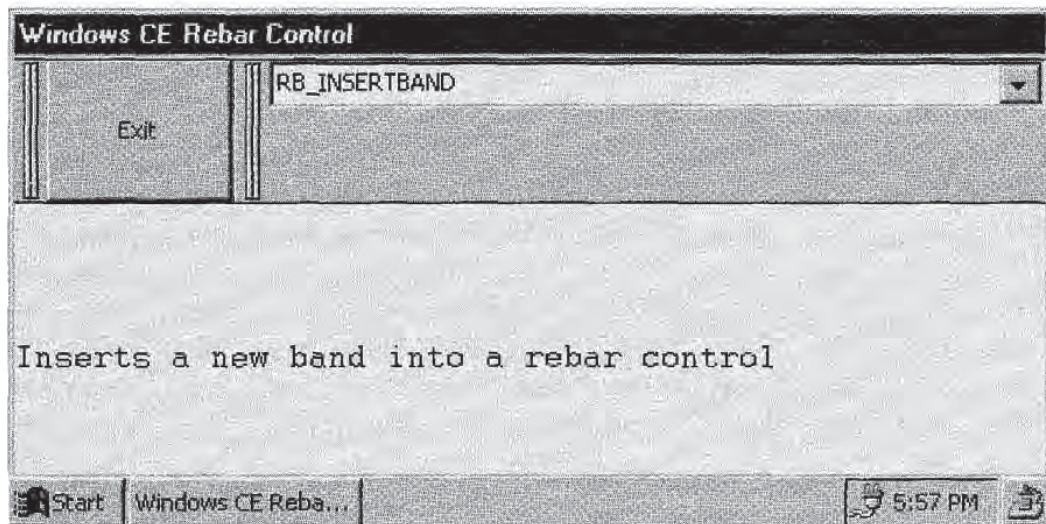 Windows CE Rebar Control
RB_INSERTBAND
Exit
Inserts a new band into a rebar control
Start
Windows CE Reba...
5:57 PM